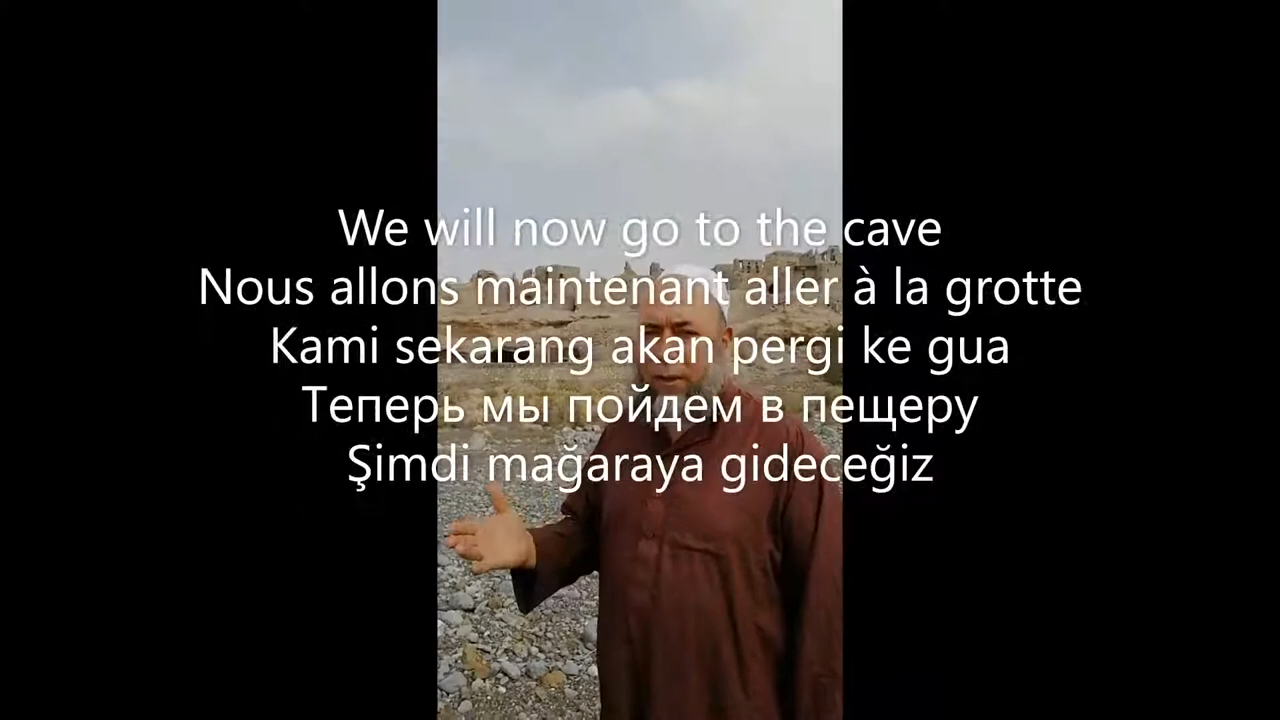 We will now go to the cave
Nous allons maintenant aller à la grotte
Kami sekarang akan pergi ke gua
Теперь мы пойдем в пещеру
Şimdi mağaraya gideceğiz